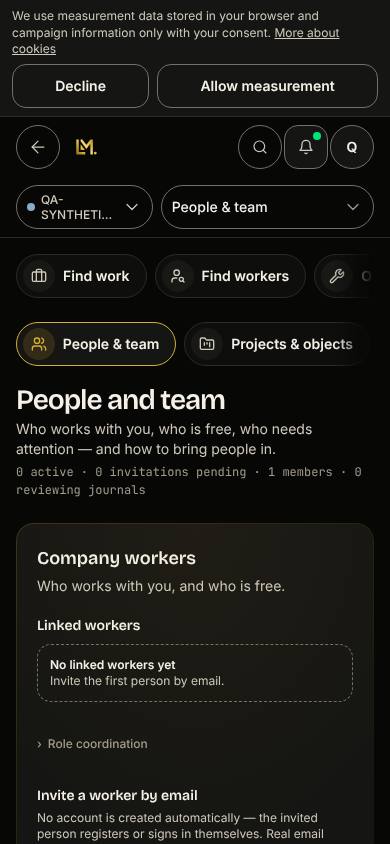 We use measurement data stored in your browser and
campaign information only with your consent. More about
cookies
Decline
Allow measurement
LM.
Q
QA-
SYNTHETI...
People & team
Find work
Find workers
People & team
Projects & objects
People and team
Who works with you, who is free, who needs
attention — and how to bring people in.
0 active · 0 invitations pending · 1 members · 0
reviewing journals
Company workers
Who works with you, and who is free.
Linked workers
No linked workers yet
Invite the first person by email.
› Role coordination
Invite a worker by email
No account is created automatically — the invited
person registers or signs in themselves. Real email